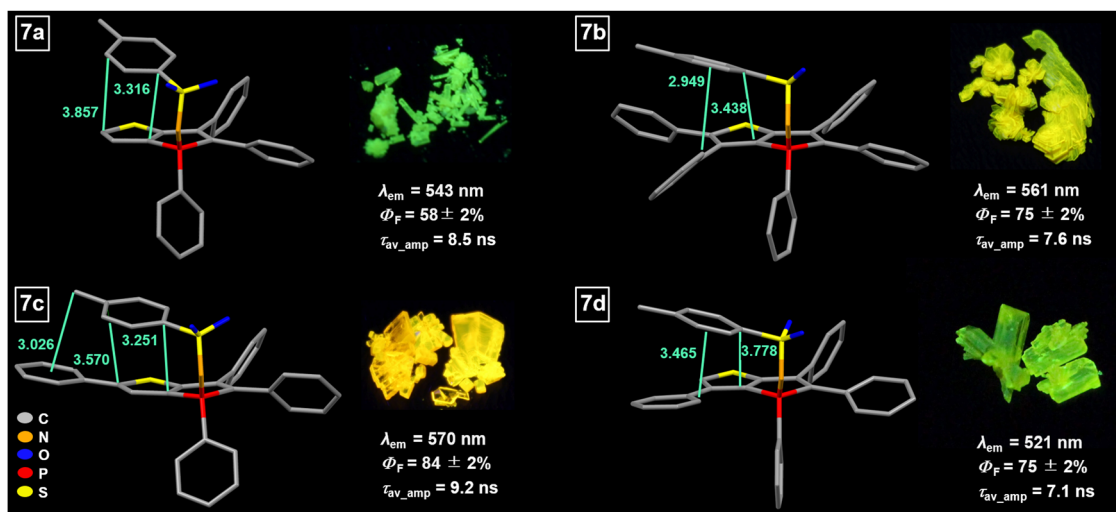 7a
3.316
3.857
λem = 543 nm
ΦF = 58 ± 2%
τav_amp = 8.5 ns
7b
2.949
3.438
λem = 561 nm
ΦF = 75 ± 2%
τav_amp = 7.6 ns
7c
3.026
3.570
3.251
λem = 570 nm
ΦF = 84 ± 2%
τav_amp = 9.2 ns
C
N
O
P
S
7d
3.465
3.778
λem = 521 nm
ΦF = 75 ± 2%
τav_amp = 7.1 ns